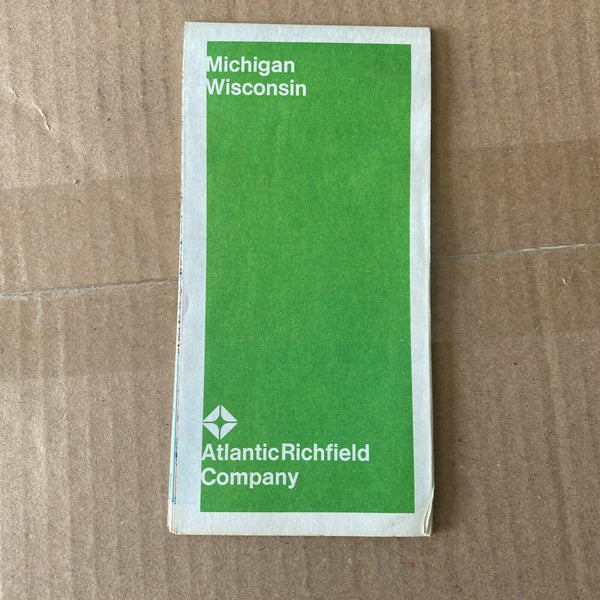 Michigan
Wisconsin
AtlanticRichfield
Company